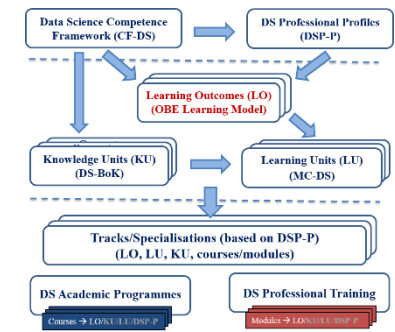 Data Science Competence
Framework (CF-DS)
DS Professional Profiles
(DSP-P)
Learning Outcomes (LO)
(OBE Learning Model)
Knowledge Units (KU)
(DS-BoK)
Learning Units (LU)
(MC-DS)
Tracks/Specialisations (based on DSP-P)
(LO, LU, KU, courses/modules)
DS Academic Programmes
DS Professional Training
Courses → LO/KU/LU/DSP-P
Modules → LO/KU/LU/DSP-P